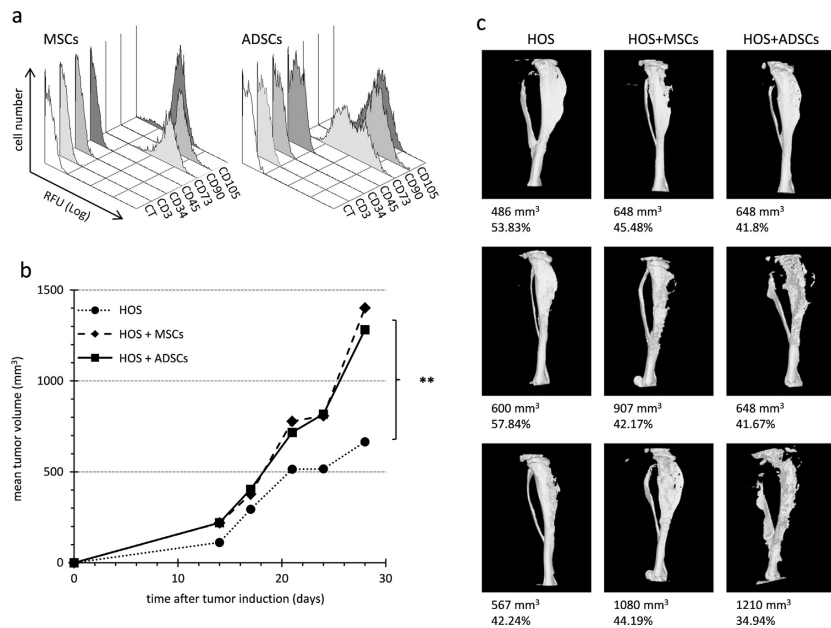 a
MSCs
ADSCs
cell number
RFU (Log)
CT
CD3
CD34
CD45
CD73
CD90
CD105
CT
CD3
CD34
CD45
CD73
CD90
CD105
b
mean tumor volume (mm³)
1500
1000
500
0
HOS
HOS + MSCs
HOS + ADSCs
**
0
10
20
30
time after tumor induction (days)
c
HOS
HOS+MSCs
HOS+ADSCs
486 mm³
53.83%
648 mm³
45.48%
648 mm³
41.8%
600 mm³
57.84%
907 mm³
42.17%
648 mm³
41.67%
567 mm³
42.24%
1080 mm³
44.19%
1210 mm³
34.94%